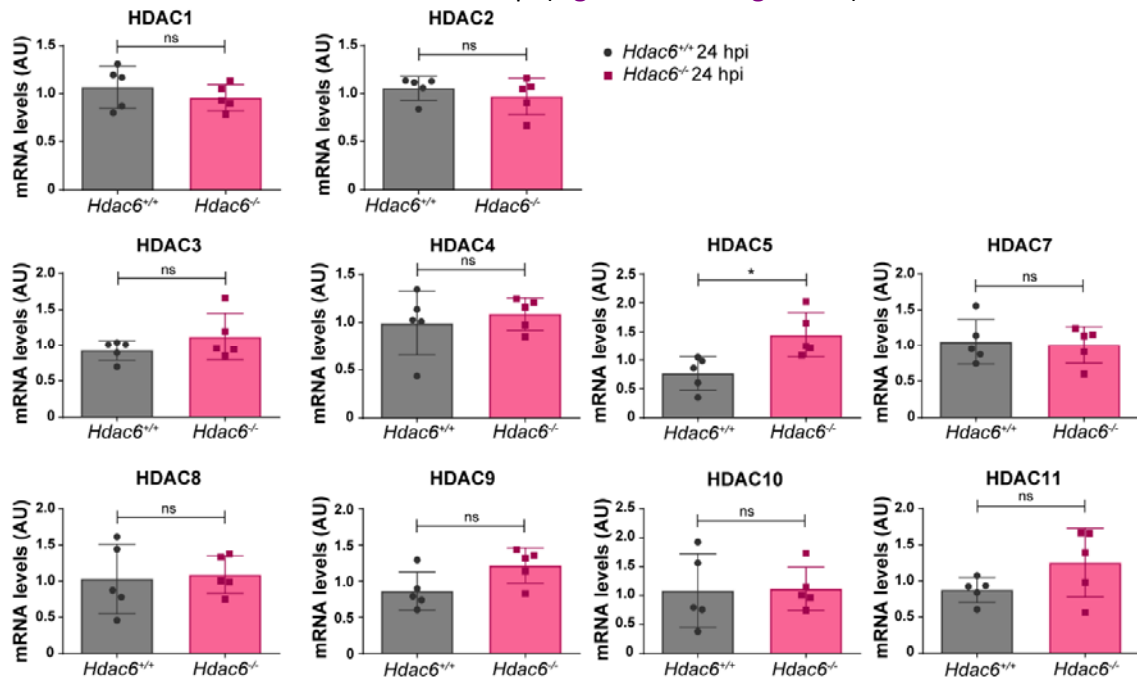 HDAC1
HDAC2
mRNA levels (AU)
1.5
1.0
0.5
0
ns
Hdac6+/+
Hdac6-/-
mRNA levels (AU)
1.5
1.0
0.5
0
ns
Hdac6+/+
Hdac6-/-
Hdac6+/+ 24 hpi
Hdac6-/- 24 hpi
HDAC3
HDAC4
HDAC5
HDAC7
mRNA levels (AU)
2.0
1.5
1.0
0.5
0
ns
Hdac6+/+
Hdac6-/-
mRNA levels (AU)
1.5
1.0
0.5
0
ns
Hdac6+/+
Hdac6-/-
mRNA levels (AU)
2.5
2.0
1.5
1.0
0.5
0
*
Hdac6+/+
Hdac6-/-
mRNA levels (AU)
2.0
1.5
1.0
0.5
0
ns
Hdac6+/+
Hdac6-/-
HDAC8
HDAC9
HDAC10
HDAC11
mRNA levels (AU)
2.0
1.5
1.0
0.5
0
ns
Hdac6+/+
Hdac6-/-
mRNA levels (AU)
2.0
1.5
1.0
0.5
0
ns
Hdac6+/+
Hdac6-/-
mRNA levels (AU)
2.5
2.0
1.5
1.0
0.5
0
ns
Hdac6+/+
Hdac6-/-
mRNA levels (AU)
2.0
1.5
1.0
0.5
0
ns
Hdac6+/+
Hdac6-/-